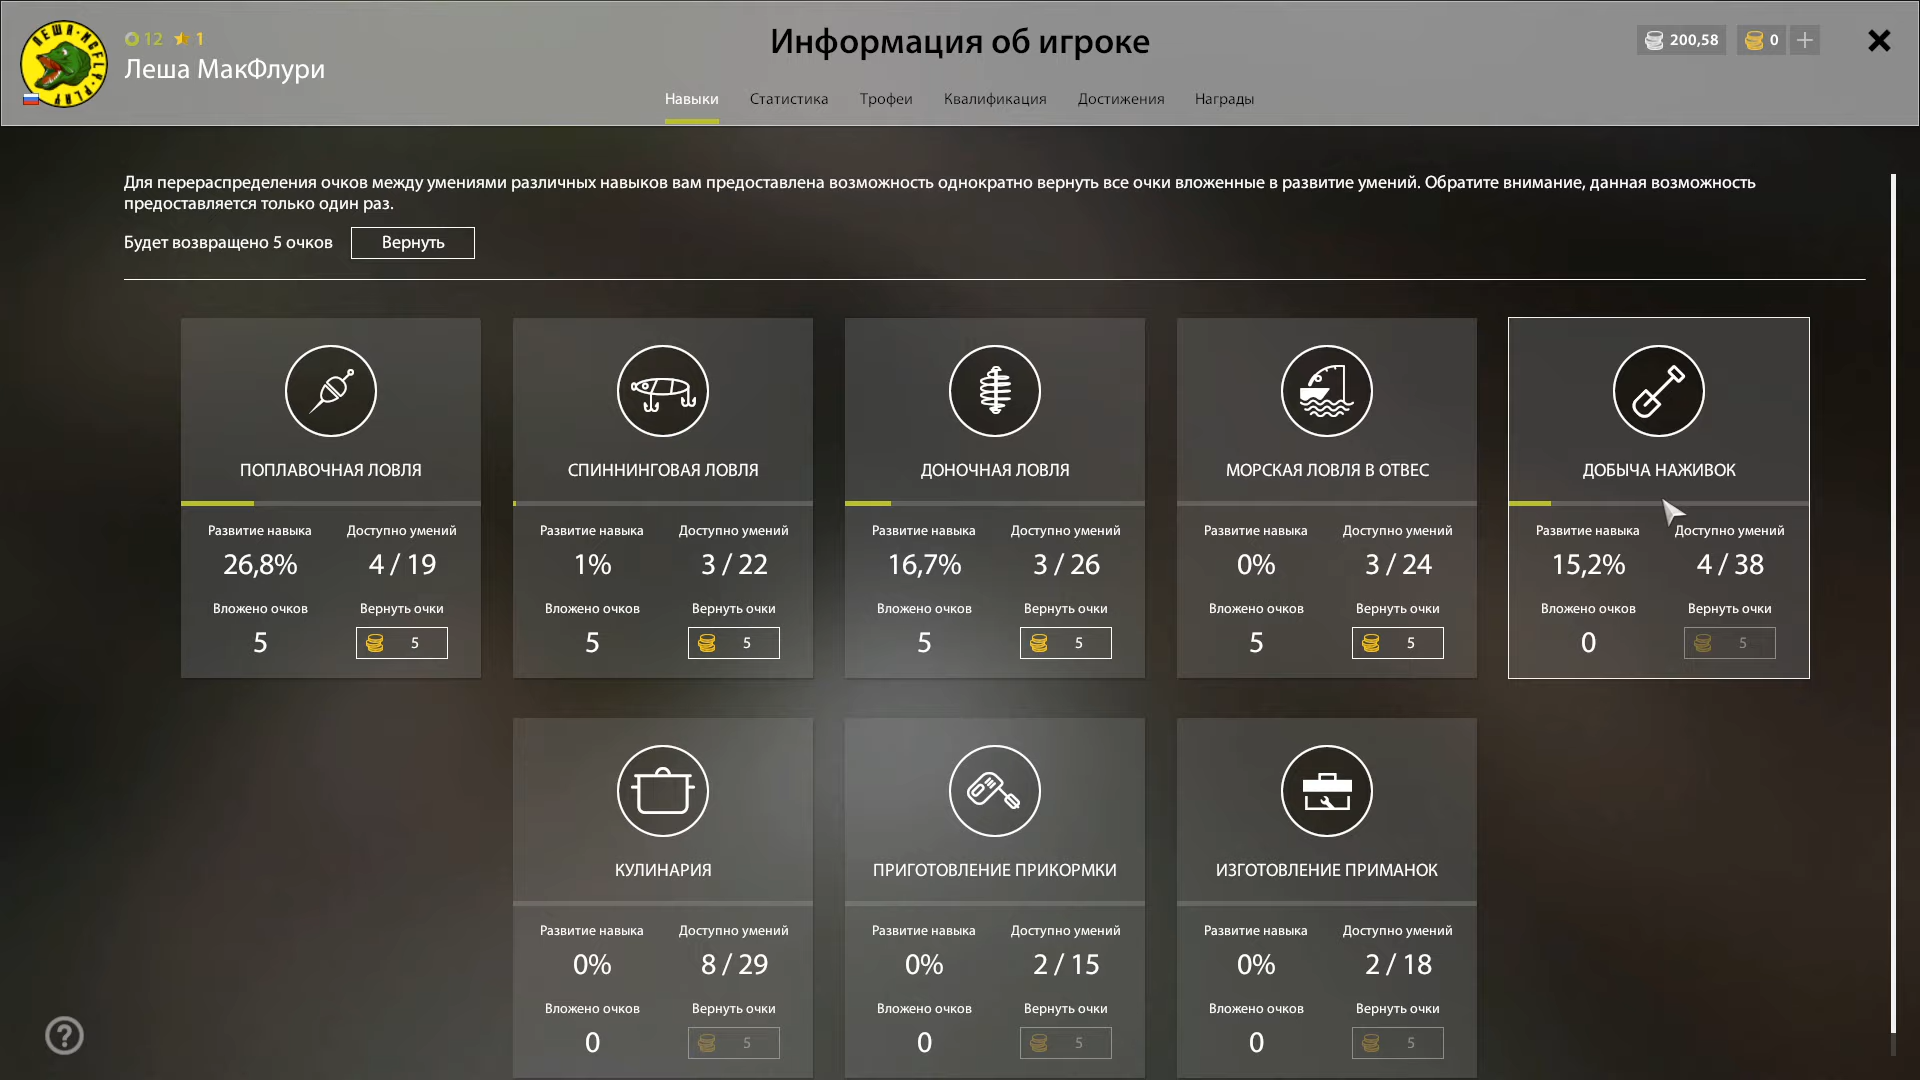 12 1
Леша МакФлури
Информация об игроке
200,58 0 +
Навыки Статистика Трофеи Квалификация Достижения Награды
Для перераспределения очков между умениями различных навыков вам предоставлена возможность однократно вернуть все очки вложенные в развитие умений. Обратите внимание, данная возможность
предоставляется только один раз.
Будет возвращено 5 очков Вернуть
ПОПЛАВОЧНАЯ ЛОВЛЯ
Развитие навыка Доступно умений
26,8% 4 / 19
Вложено очков Вернуть очки
5 5
СПИННИНГОВАЯ ЛОВЛЯ
Развитие навыка Доступно умений
1% 3 / 22
Вложено очков Вернуть очки
5 5
ДОНОЧНАЯ ЛОВЛЯ
Развитие навыка Доступно умений
16,7% 3 / 26
Вложено очков Вернуть очки
5 5
МОРСКАЯ ЛОВЛЯ В ОТВЕС
Развитие навыка Доступно умений
0% 3 / 24
Вложено очков Вернуть очки
5 5
ДОБЫЧА НАЖИВОК
Развитие навыка Доступно умений
15,2% 4 / 38
Вложено очков Вернуть очки
0 5
КУЛИНАРИЯ
Развитие навыка Доступно умений
0% 8 / 29
Вложено очков Вернуть очки
0 5
ПРИГОТОВЛЕНИЕ ПРИКОРМКИ
Развитие навыка Доступно умений
0% 2 / 15
Вложено очков Вернуть очки
0 5
ИЗГОТОВЛЕНИЕ ПРИМАНОК
Развитие навыка Доступно умений
0% 2 / 18
Вложено очков Вернуть очки
0 5
?